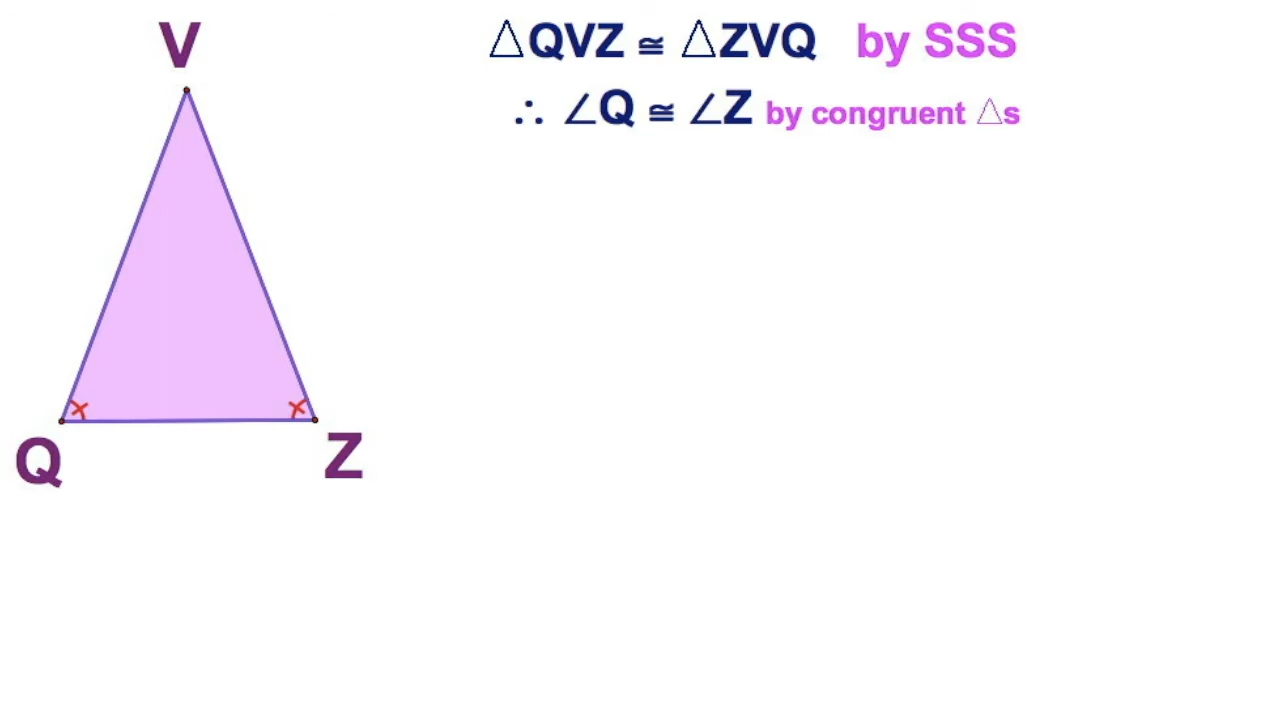 V
△QVZ ≅ △ZVQ by SSS
∴ ∠Q ≅ ∠Z by congruent △s
Q
Z